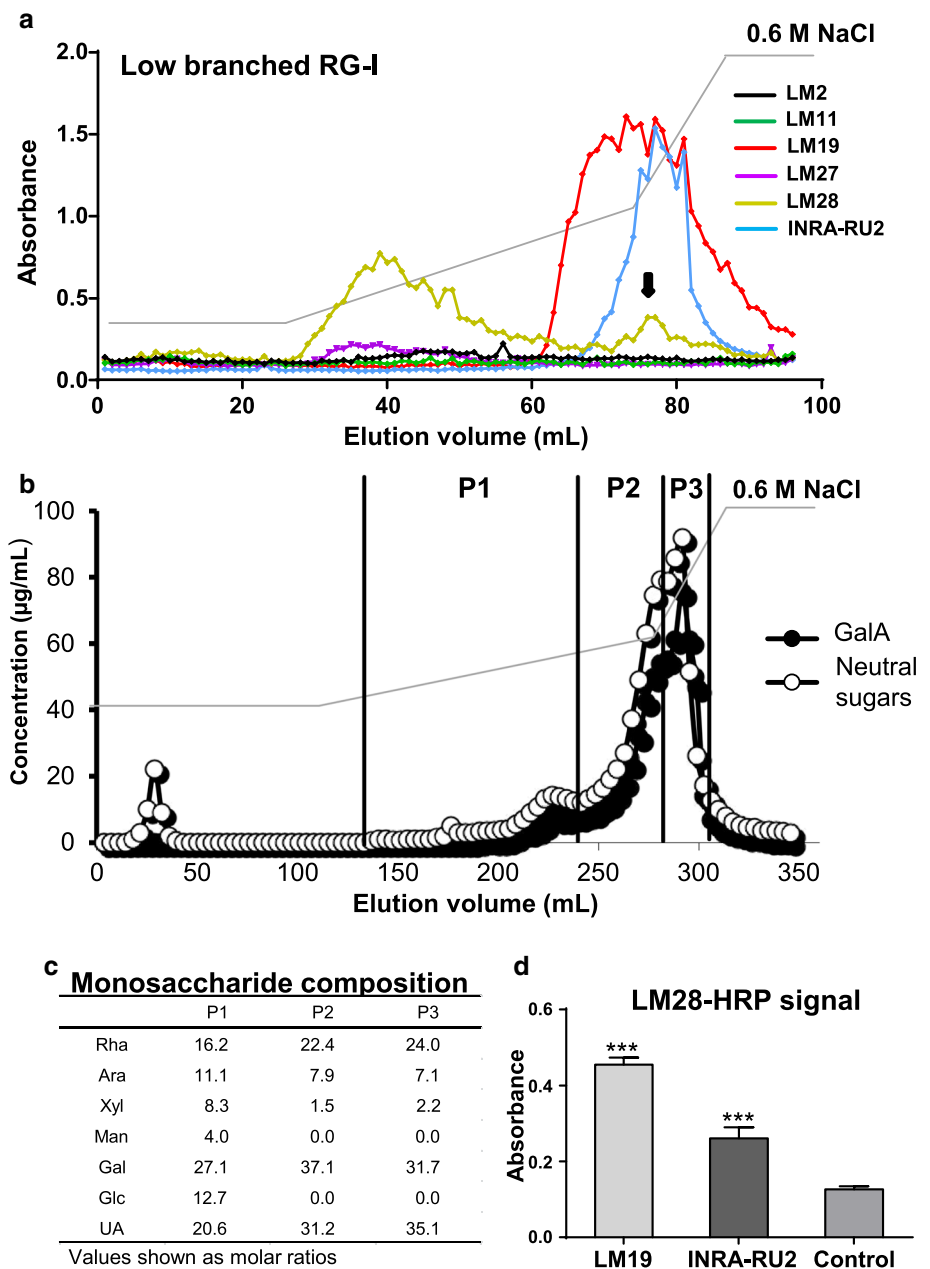 a
0.6 M NaCl
Low branched RG-I
2.0
1.5
1.0
0.5
0.0
Absorbance
LM2
LM11
LM19
LM27
LM28
INRA-RU2
0 20 40 60 80 100
Elution volume (mL)
b
P1 P2 P3
0.6 M NaCl
100
80
60
40
20
0
Concentration (µg/mL)
GalA
Neutral
sugars
0 50 100 150 200 250 300 350
Elution volume (mL)
c
Monosaccharide composition
P1 P2 P3
Rha 16.2 22.4 24.0
Ara 11.1 7.9 7.1
Xyl 8.3 1.5 2.2
Man 4.0 0.0 0.0
Gal 27.1 37.1 31.7
Glc 12.7 0.0 0.0
UA 20.6 31.2 35.1
Values shown as molar ratios
d
LM28-HRP signal
0.6
0.4
0.2
0.0
Absorbance
***
***
LM19 INRA-RU2 Control